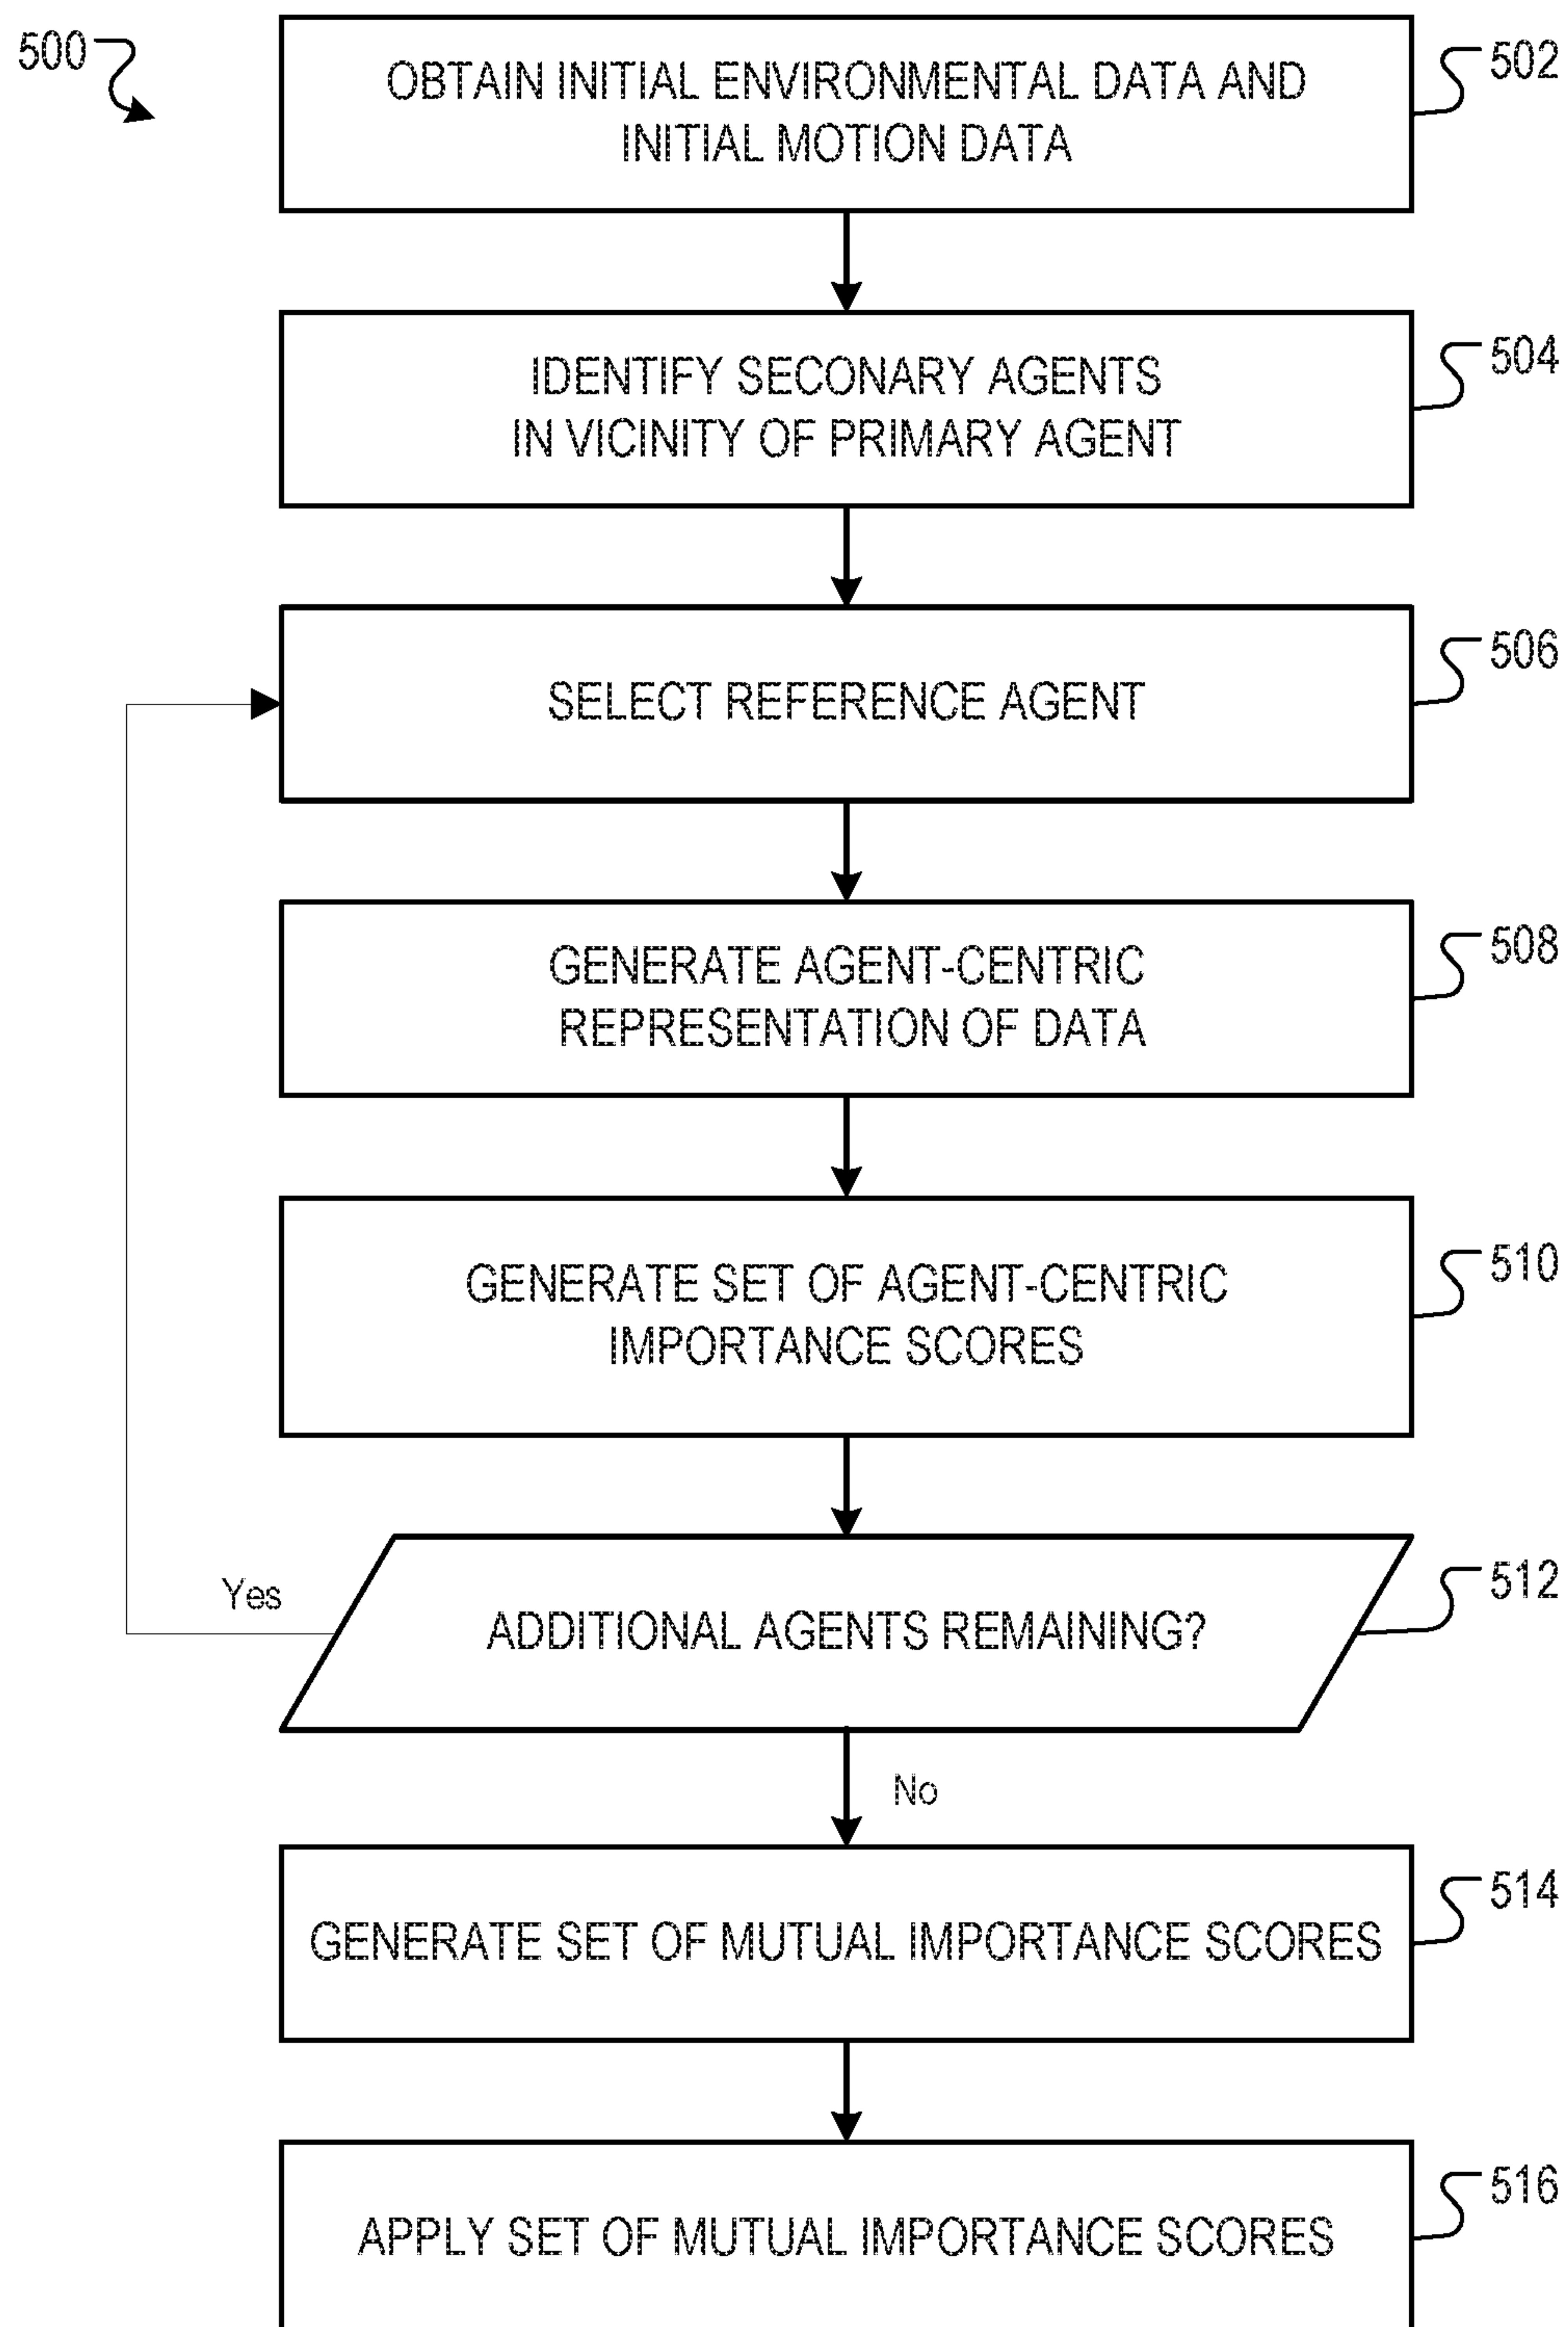 500
OBTAIN INITIAL ENVIRONMENTAL DATA AND
INITIAL MOTION DATA
502
IDENTIFY SECONARY AGENTS
IN VICINITY OF PRIMARY AGENT
504
SELECT REFERENCE AGENT
506
GENERATE AGENT-CENTRIC
REPRESENTATION OF DATA
508
GENERATE SET OF AGENT-CENTRIC
IMPORTANCE SCORES
510
Yes
ADDITIONAL AGENTS REMAINING?
512
No
GENERATE SET OF MUTUAL IMPORTANCE SCORES
514
APPLY SET OF MUTUAL IMPORTANCE SCORES
516